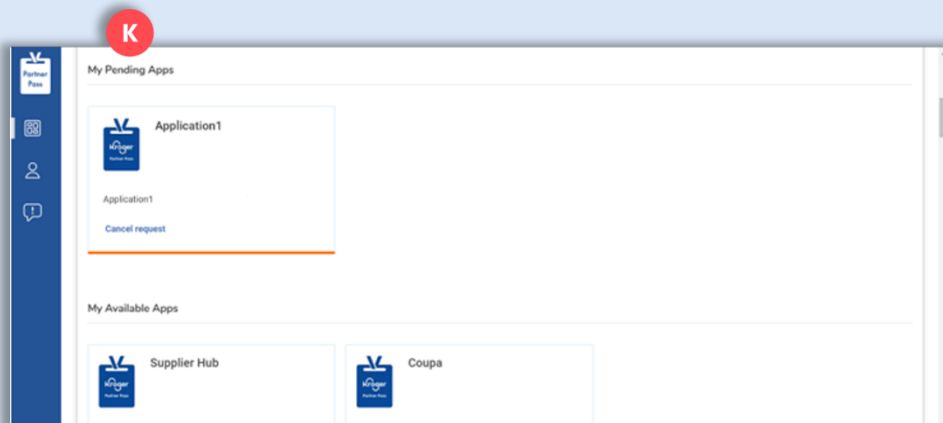 K
Partner
Pass
My Pending Apps
Kroger
Partner Pass
Application1
Application1
Cancel request
My Available Apps
Kroger
Partner Pass
Supplier Hub
Kroger
Partner Pass
Coupa